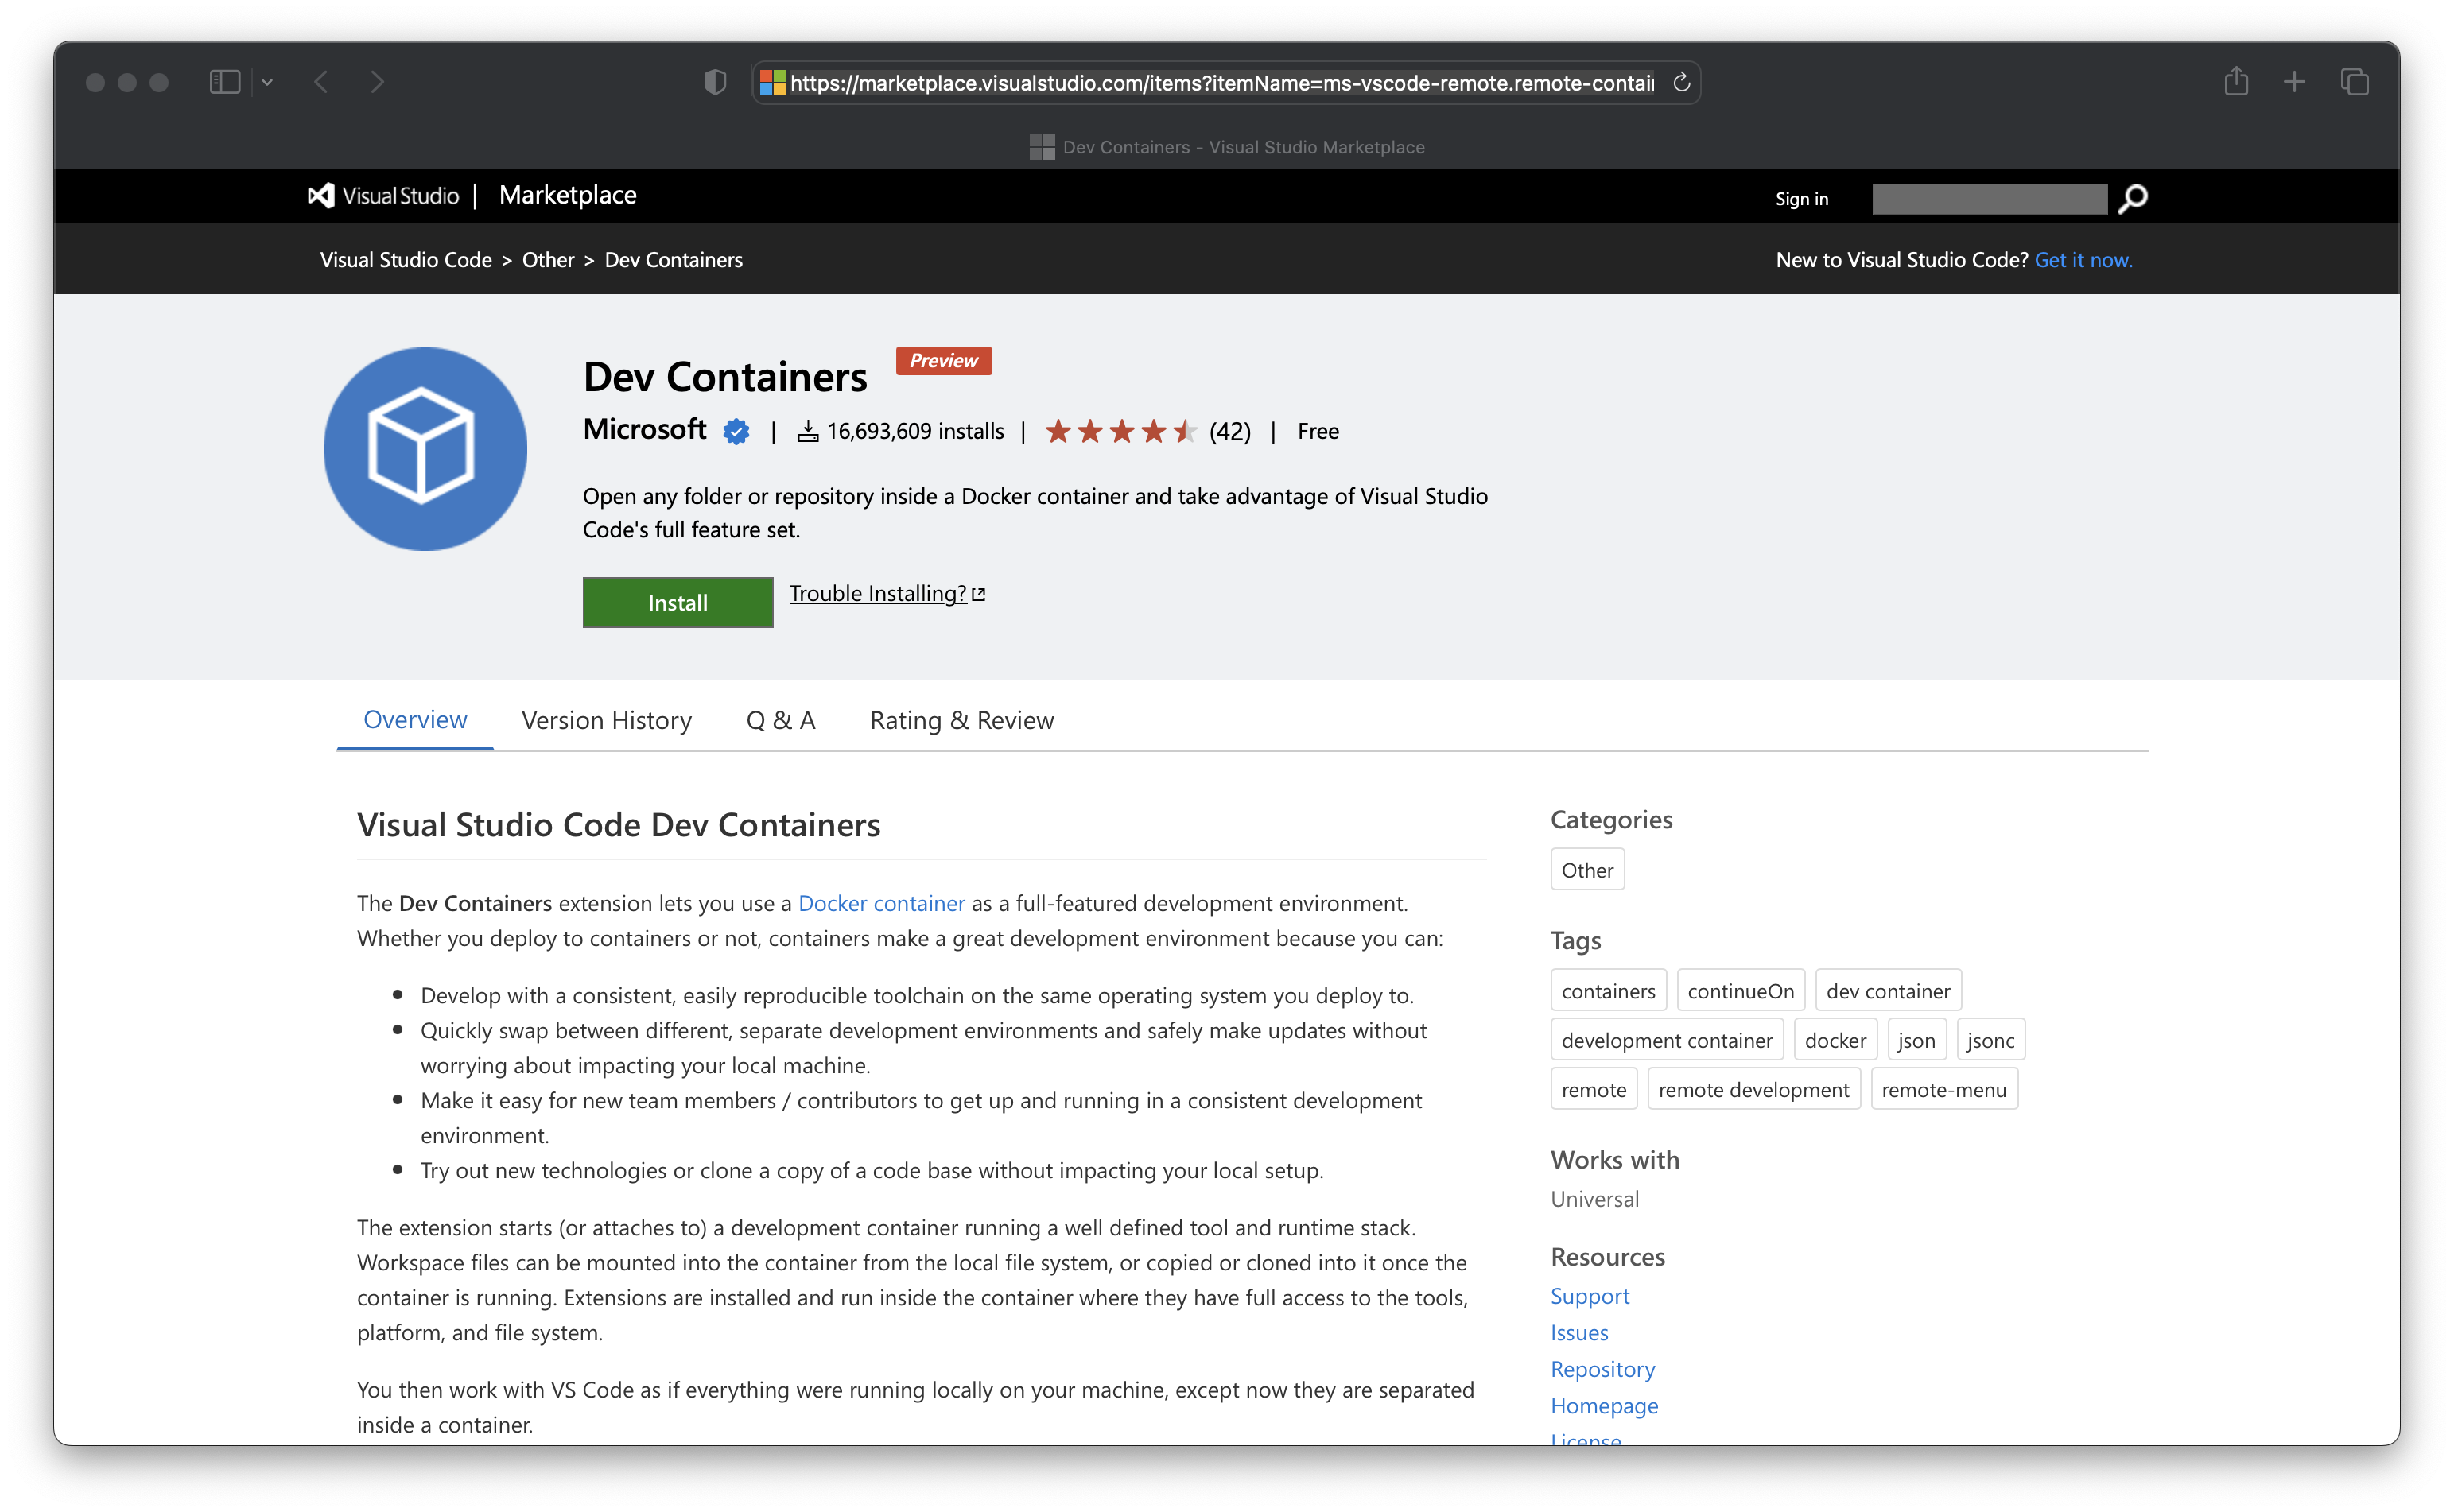 https://marketplace.visualstudio.com/items?itemName=ms-vscode-remote.remote-contai
Dev Containers - Visual Studio Marketplace
Visual Studio | Marketplace
Sign in
Visual Studio Code > Other > Dev Containers
New to Visual Studio Code? Get it now.
Dev Containers
Preview
Microsoft | 16,693,609 installs | (42) | Free
Open any folder or repository inside a Docker container and take advantage of Visual Studio
Code's full feature set.
Install
Trouble Installing?
Overview
Version History
Q & A
Rating & Review
Visual Studio Code Dev Containers
The Dev Containers extension lets you use a Docker container as a full-featured development environment.
Whether you deploy to containers or not, containers make a great development environment because you can:
• Develop with a consistent, easily reproducible toolchain on the same operating system you deploy to.
• Quickly swap between different, separate development environments and safely make updates without
worrying about impacting your local machine.
• Make it easy for new team members / contributors to get up and running in a consistent development
environment.
• Try out new technologies or clone a copy of a code base without impacting your local setup.
The extension starts (or attaches to) a development container running a well defined tool and runtime stack.
Workspace files can be mounted into the container from the local file system, or copied or cloned into it once the
container is running. Extensions are installed and run inside the container where they have full access to the tools,
platform, and file system.
You then work with VS Code as if everything were running locally on your machine, except now they are separated
inside a container.
Categories
Other
Tags
containers continueOn dev container
development container docker json jsonc
remote remote development remote-menu
Works with
Universal
Resources
Support
Issues
Repository
Homepage
License